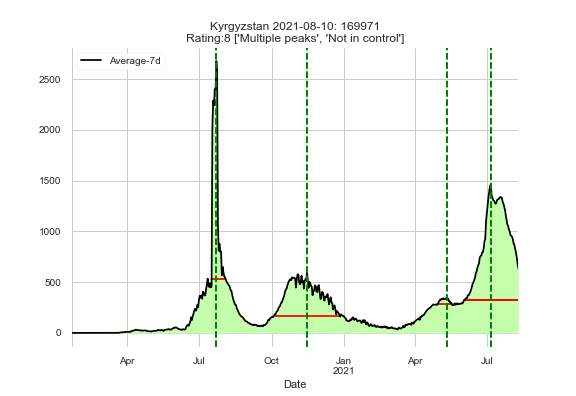 Kyrgyzstan 2021-08-10: 169971
Rating:8 ['Multiple peaks', 'Not in control']
Average-7d
2500
2000
1500
1000
500
0
Apr Jul Oct Jan Apr Jul
2021
Date